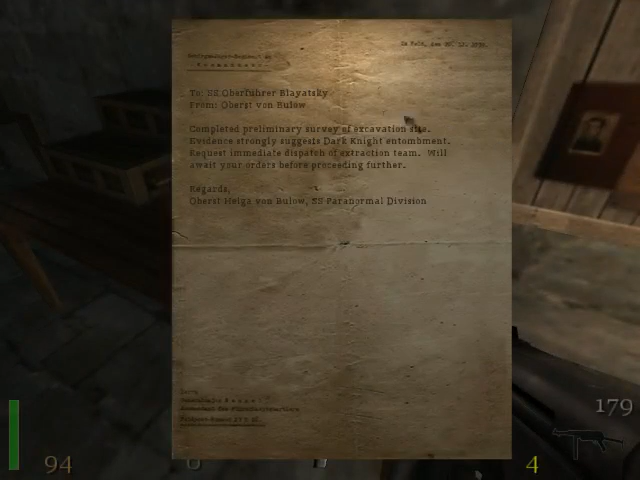 To: SS Oberfuhrer Blavatsky
From: Oberst von Bulow
Completed preliminary survey of excavation site.
Evidence strongly suggests Dark Knight entombment.
Request immediate dispatch of extraction team. Will
await your orders before proceeding further.
Regards,
Oberst Helga von Bulow, SS Paranormal Division
179
94
0
4